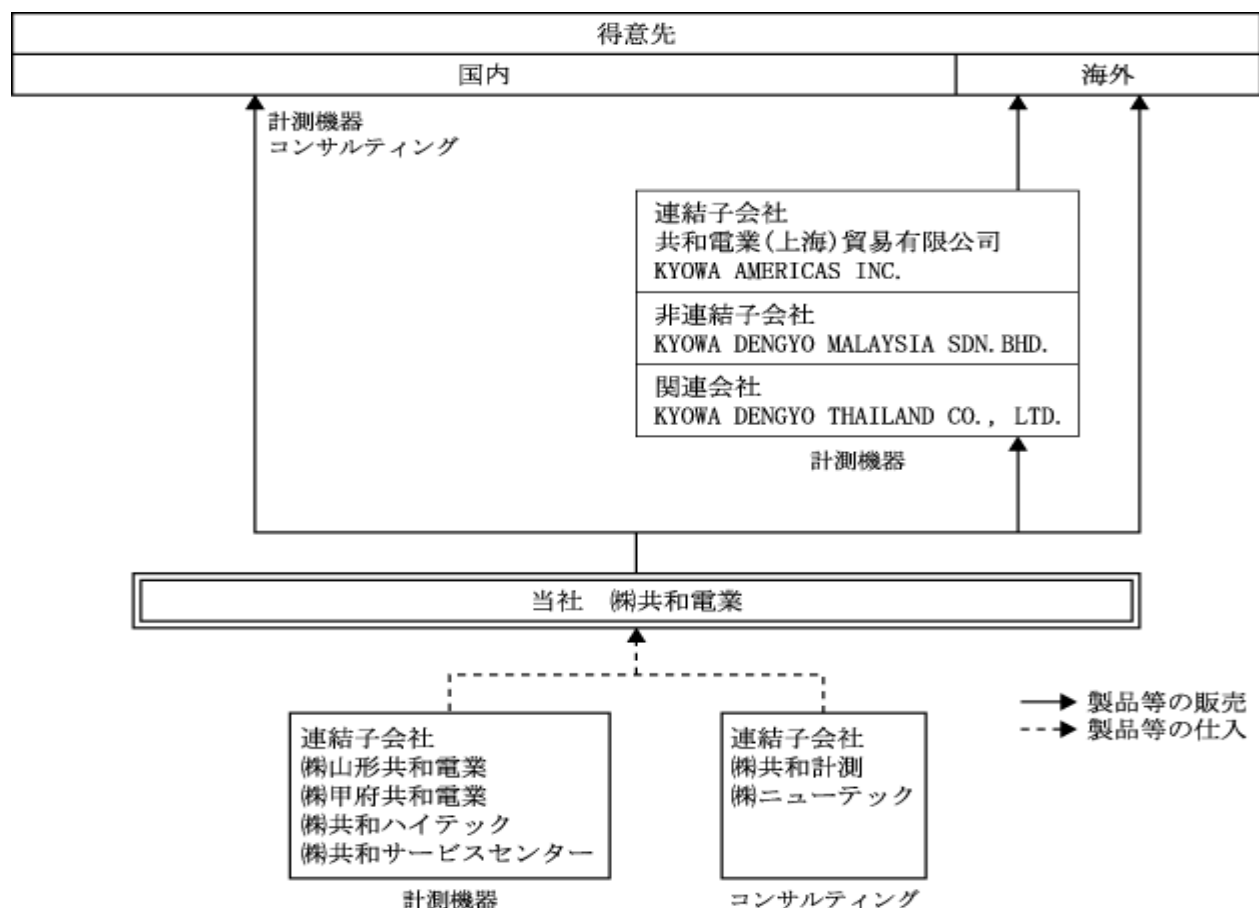 得意先
国内
海外
計測機器
コンサルティング
連結子会社
共和電業(上海)貿易有限公司
KYOWA AMERICAS INC.
非連結子会社
KYOWA DENGYO MALAYSIA SDN.BHD.
関連会社
KYOWA DENGYO THAILAND CO., LTD.
計測機器
当社　㈱共和電業
製品等の販売
製品等の仕入
連結子会社
㈱山形共和電業
㈱甲府共和電業
㈱共和ハイテック
㈱共和サービスセンター
計測機器
連結子会社
㈱共和計測
㈱ニューテック
コンサルティング